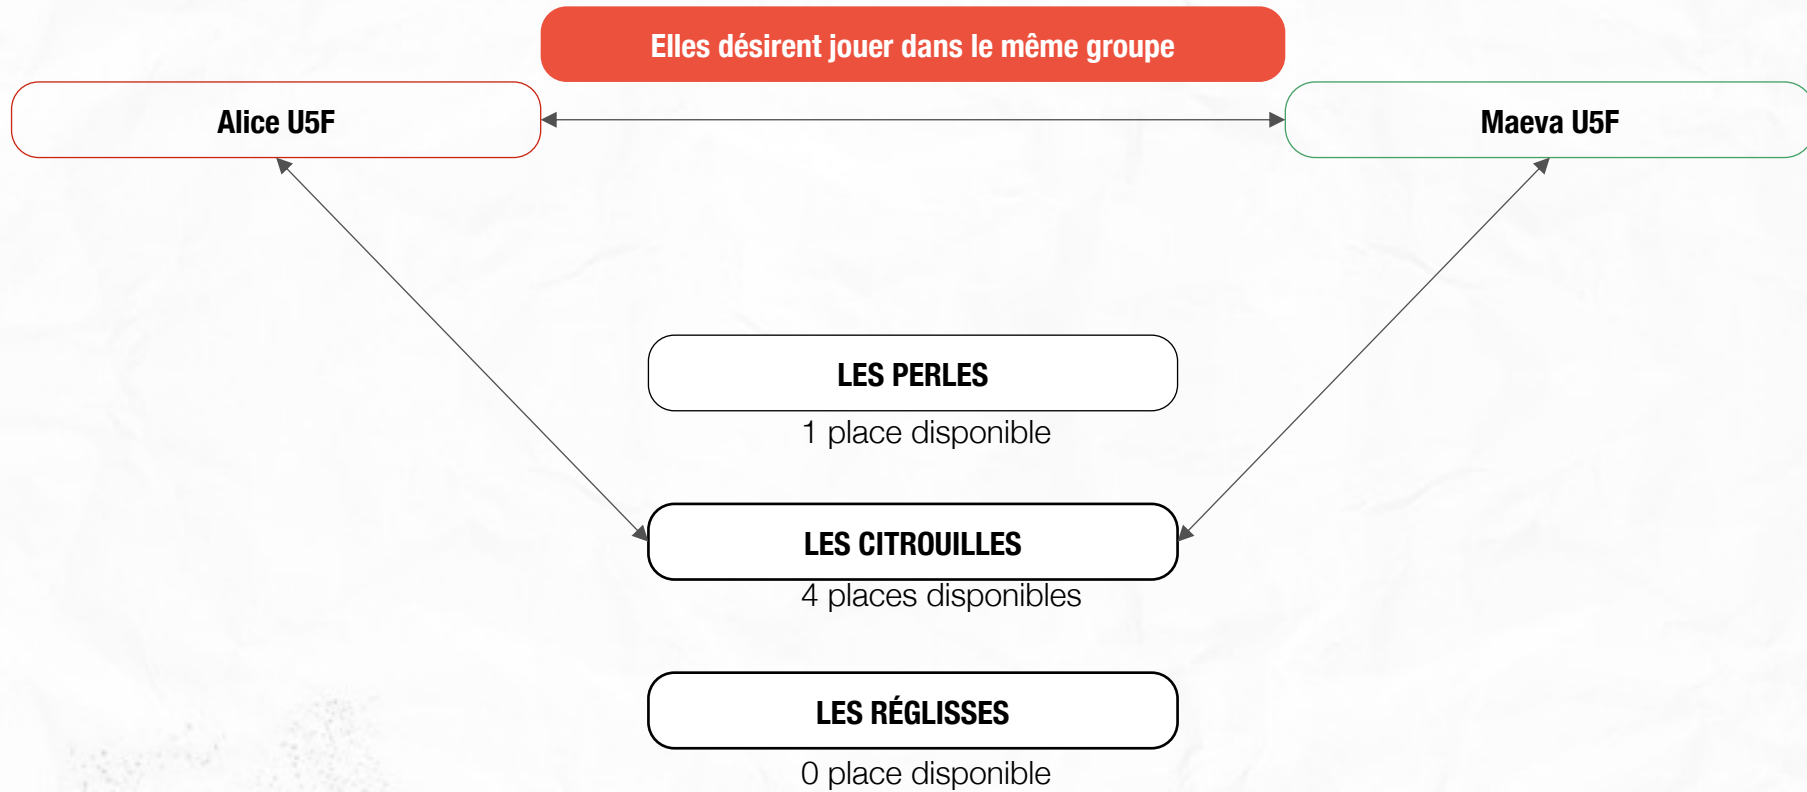 Elles désirent jouer dans le même groupe
Alice U5F
Maeva U5F
LES PERLES
1 place disponible
LES CITROUILLES
4 places disponibles
LES RÉGLISSES
0 place disponible